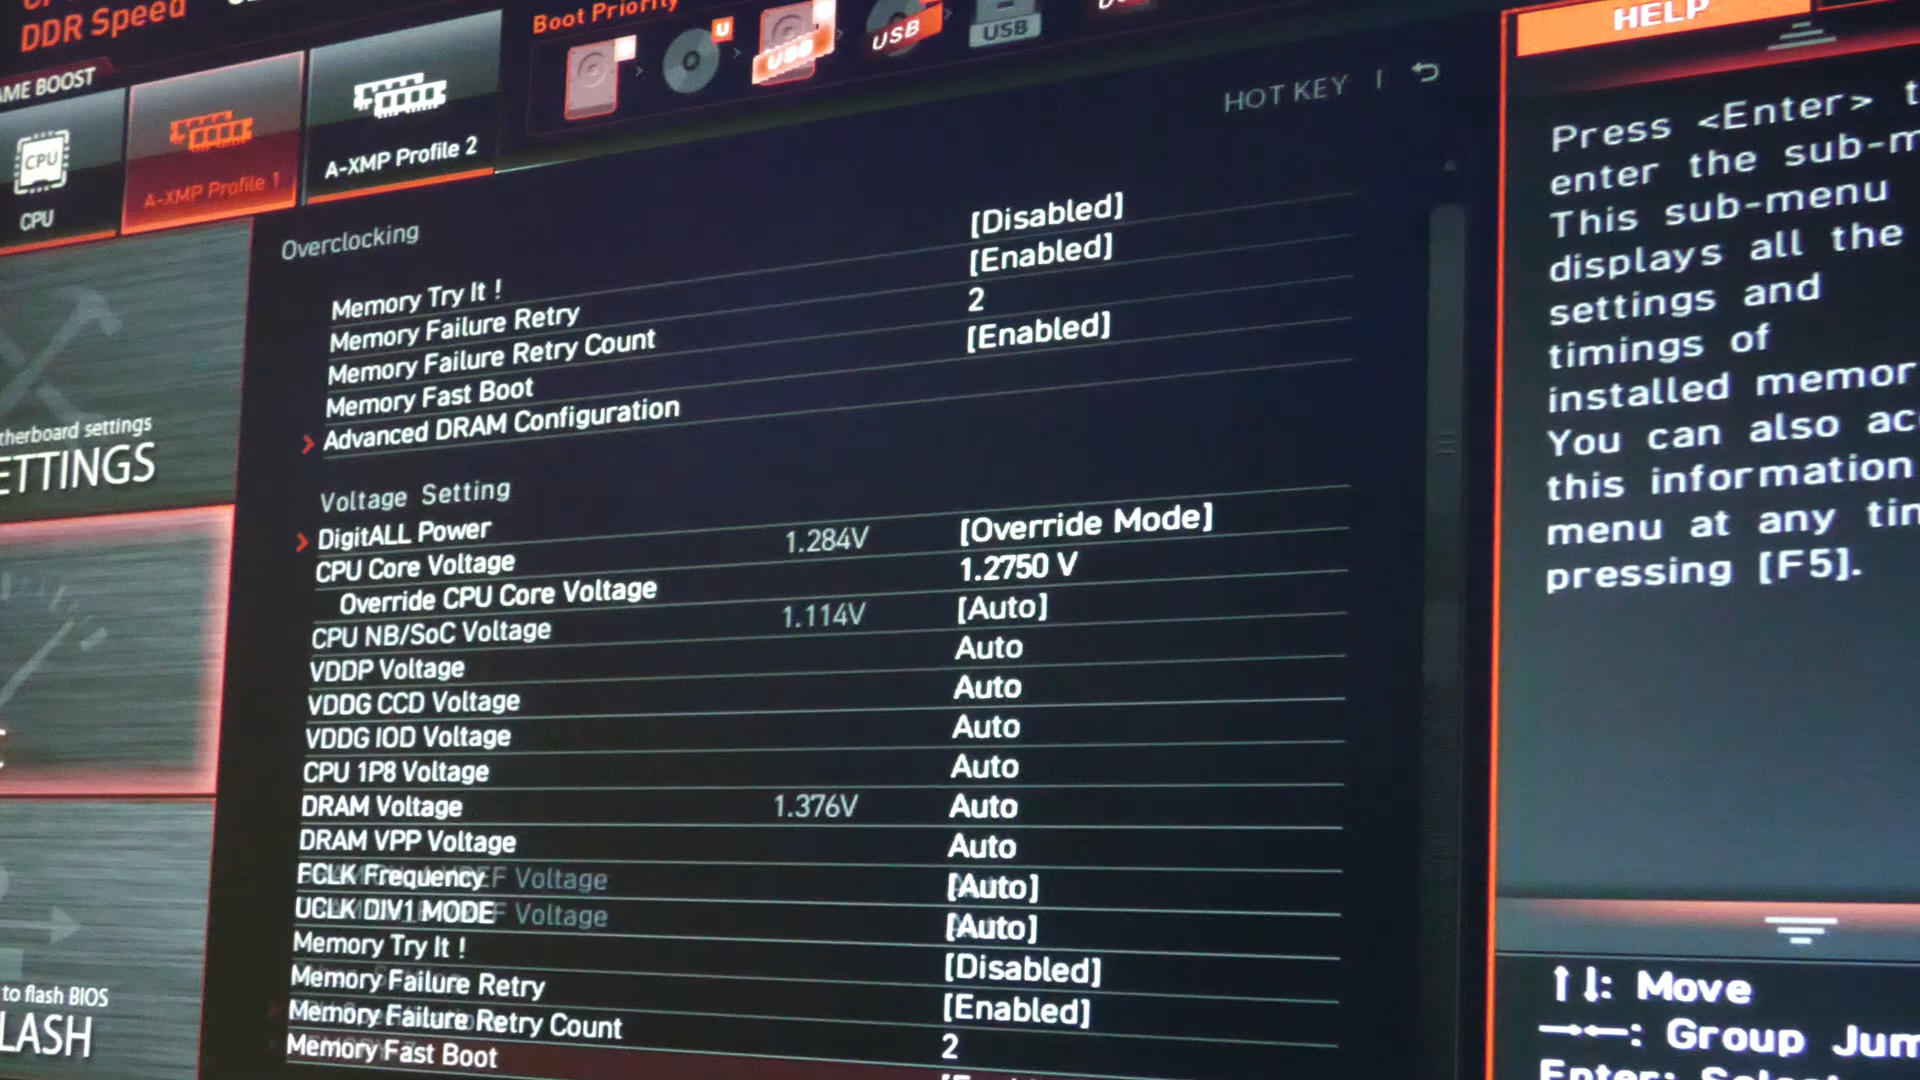 DDR Speed
Boot Priority
HELP
U
USB
USB
USB
AME BOOST
CPU
CPU
A-XMP Profile 1
A-XMP Profile 2
HOT KEY |
Overclocking
Memory Try It ! [Disabled]
Memory Failure Retry [Enabled]
Memory Failure Retry Count 2
Memory Fast Boot [Enabled]
Advanced DRAM Configuration
Voltage Setting
DigitALL Power
CPU Core Voltage 1.284V [Override Mode]
Override CPU Core Voltage 1.2750 V
CPU NB/SoC Voltage 1.114V [Auto]
VDDP Voltage Auto
VDDG CCD Voltage Auto
VDDG IOD Voltage Auto
CPU 1P8 Voltage Auto
DRAM Voltage 1.376V Auto
DRAM VPP Voltage Auto
FCLK Frequency [Auto]
UCLK DIV1 MODE [Auto]
Memory Try It ! [Disabled]
Memory Failure Retry [Enabled]
Memory Failure Retry Count 2
Memory Fast Boot
therboard settings
ETTINGS
to flash BIOS
LASH
Press <Enter> t
enter the sub-m
This sub-menu
displays all the
settings and
timings of
installed memor
You can also ac
this information
menu at any tim
pressing [F5].
↑↓: Move
→←: Group Jum
Enter: Select